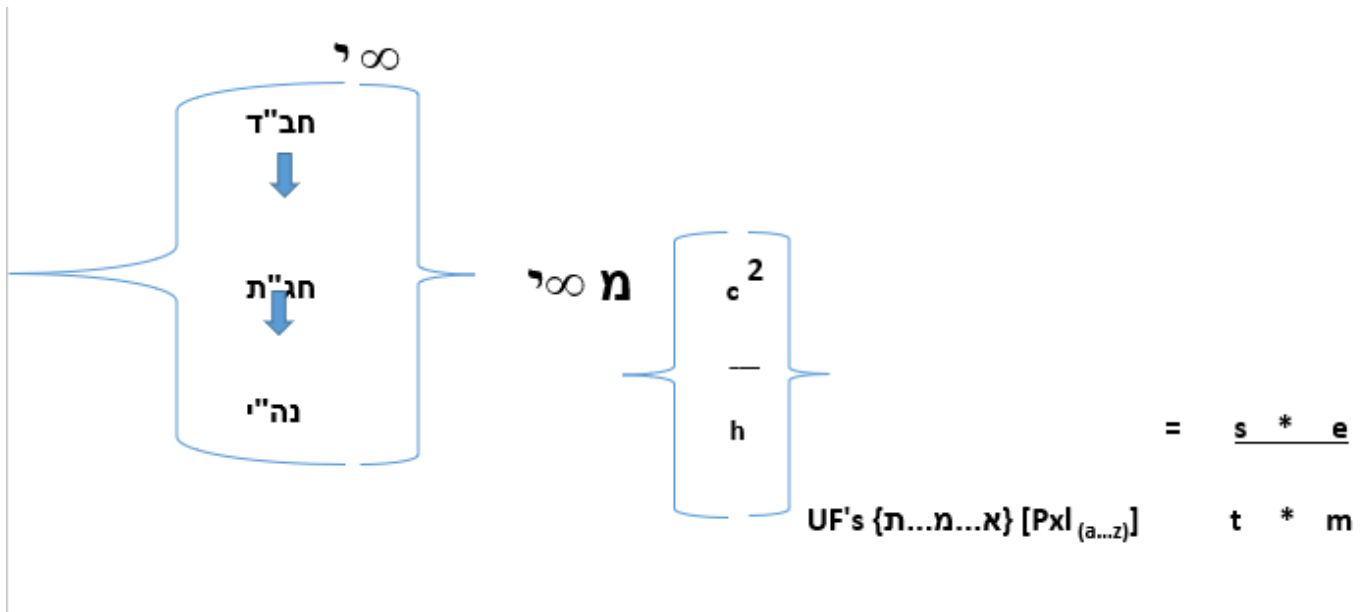 ∞ י
חב"ד
חג"ת
מ ∞י
c 2
—
h
נה"י
= s * e
UF's {א...מ...ת} [Pxl (a...z)] t * m